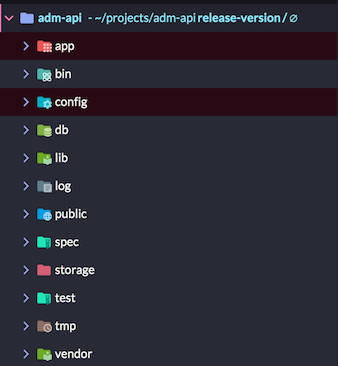 adm-api - ~/projects/adm-api release-version / ∅
app
bin
config
db
lib
log
public
spec
storage
test
tmp
vendor